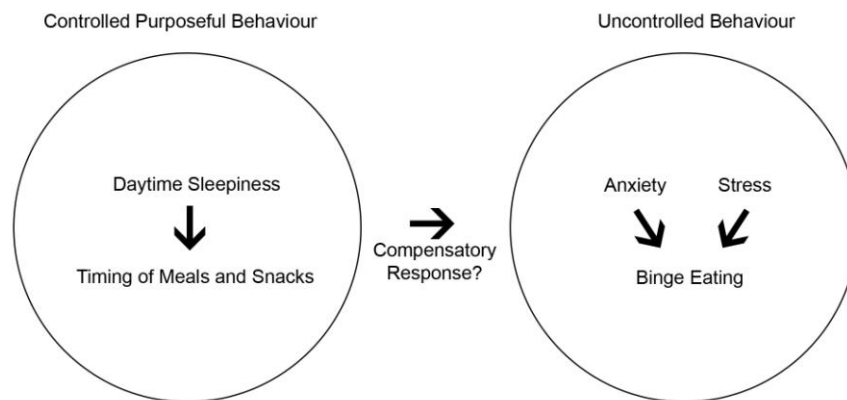 Controlled Purposeful Behaviour
Uncontrolled Behaviour
Daytime Sleepiness
Timing of Meals and Snacks
Compensatory
Response?
Anxiety
Stress
Binge Eating